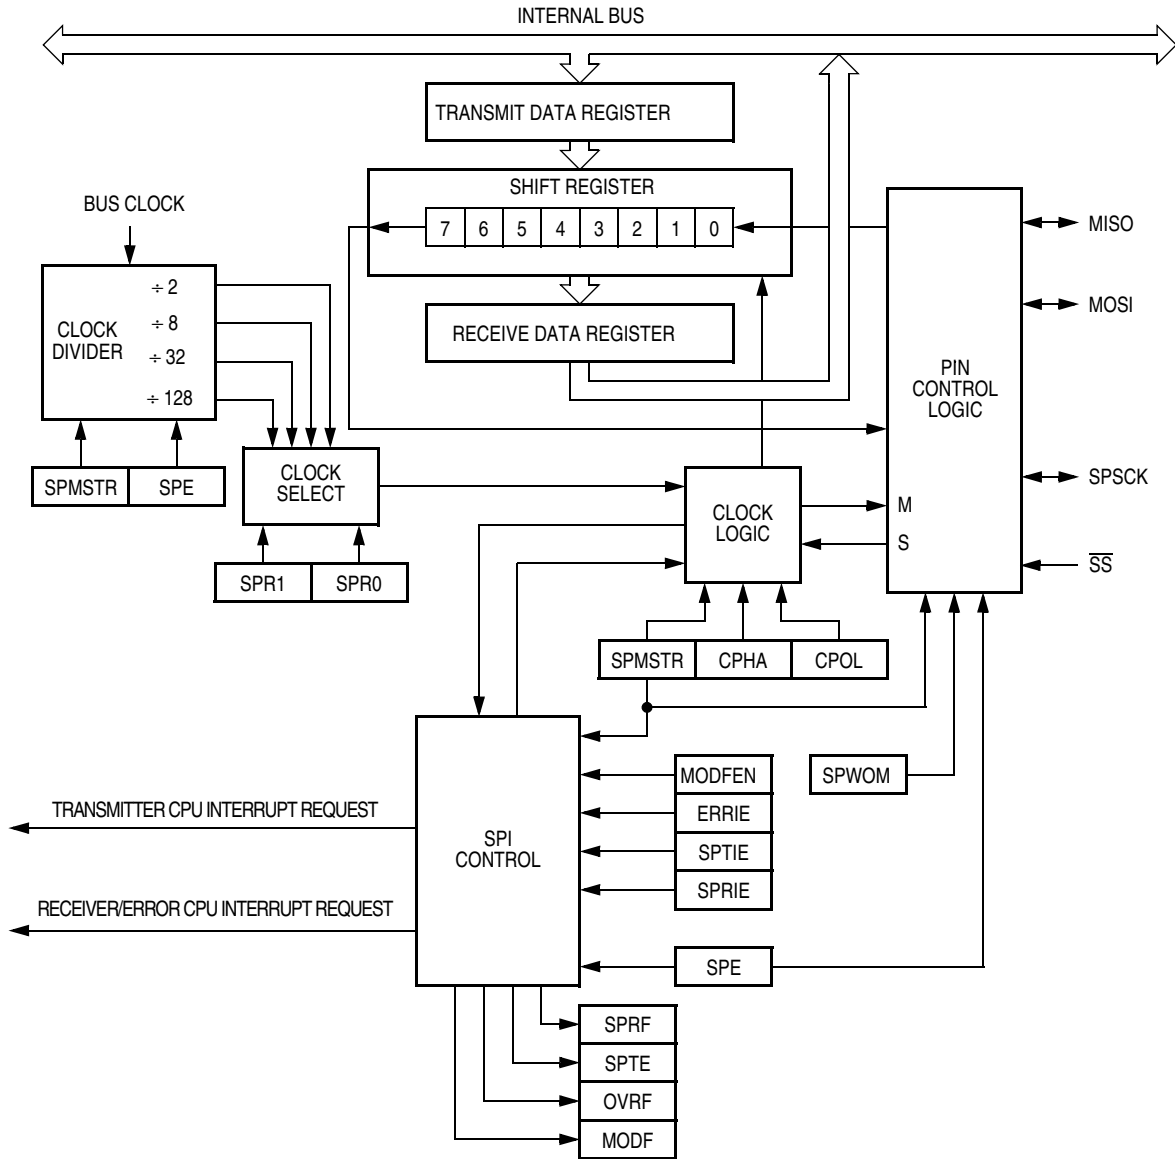 INTERNAL BUS
TRANSMIT DATA REGISTER
SHIFT REGISTER
7 6 5 4 3 2 1 0
RECEIVE DATA REGISTER
BUS CLOCK
CLOCK
DIVIDER
÷ 2
÷ 8
÷ 32
÷ 128
SPMSTR SPE
CLOCK
SELECT
SPR1 SPR0
PIN
CONTROL
LOGIC
M
S
MISO
MOSI
SPSCK
S̅S̅
CLOCK
LOGIC
SPMSTR CPHA CPOL
MODFEN
ERRIE
SPTIE
SPRIE
SPWOM
SPE
SPI
CONTROL
TRANSMITTER CPU INTERRUPT REQUEST
RECEIVER/ERROR CPU INTERRUPT REQUEST
SPRF
SPTE
OVRF
MODF